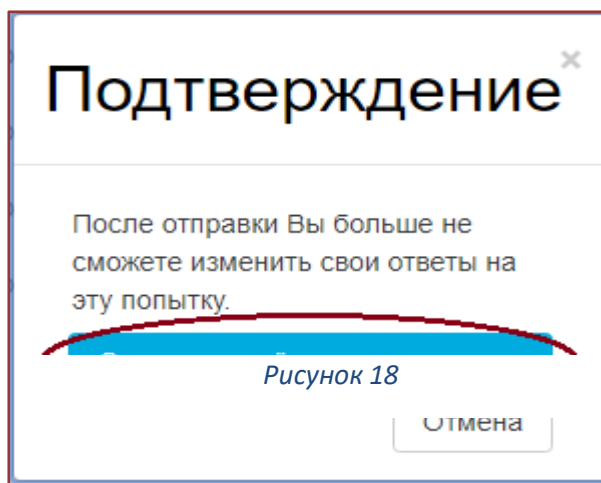 Подтверждение
×
После отправки Вы больше не
сможете изменить свои ответы на
эту попытку.
Рисунок 18
Отмена